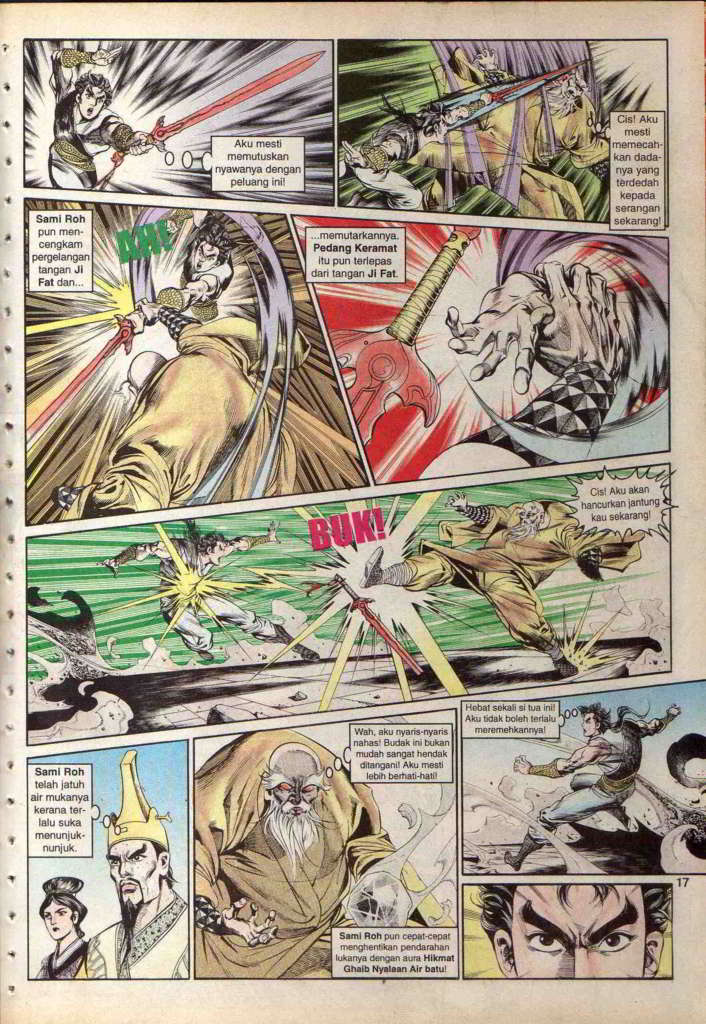 Aku mesti
memutuskan
nyawanya dengan
peluang ini!
Cis! Aku
mesti
memecah-
kan dada-
nya yang
terdedah
kepada
serangan
sekarang!
Sami Roh
pun men-
cengkam
pergelangan
tangan Ji
Fat dan...
AH!
...memutarkannya.
Pedang Keramat
itu pun terlepas
dari tangan Ji Fat.
BUK!
Cis! Aku akan
hancurkan jantung
kau sekarang!
Sami Roh
telah jatuh
air mukanya
kerana ter-
lalu suka
menunjuk-
nunjuk.
Wah, aku nyaris-nyaris
nahas! Budak ini bukan
mudah sangat hendak
ditangani! Aku mesti
lebih berhati-hati!
Sami Roh pun cepat-cepat
menghentikan pendarahan
lukanya dengan aura Hikmat
Ghaib Nyalaan Air batu!
Hebat sekali si tua ini!
Aku tidak boleh terlalu
meremehkannya!
17